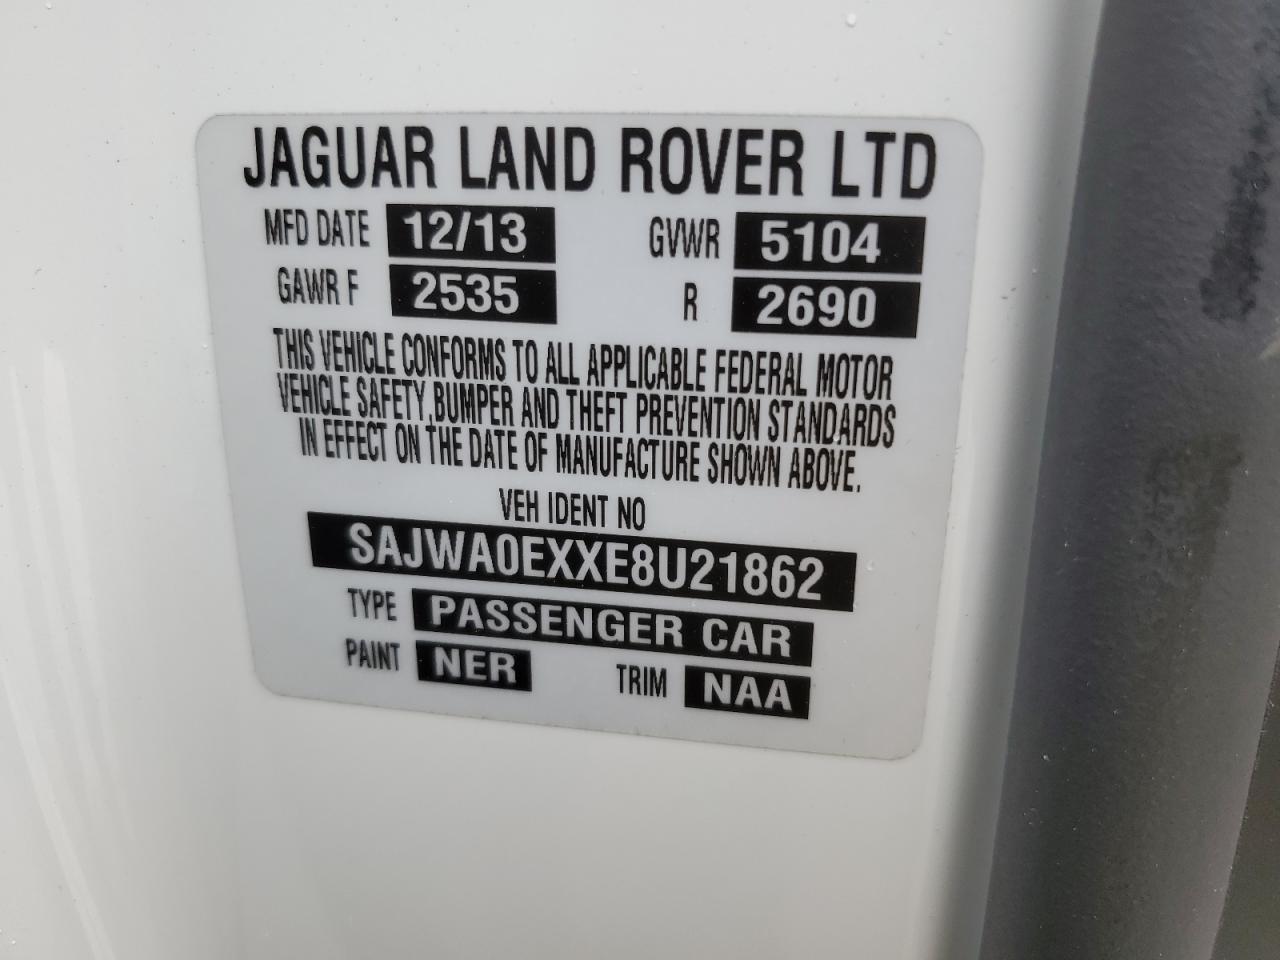 JAGUAR LAND ROVER LTD
MFD DATE 12/13 GVWR 5104
GAWR F 2535 R 2690
THIS VEHICLE CONFORMS TO ALL APPLICABLE FEDERAL MOTOR
VEHICLE SAFETY,BUMPER AND THEFT PREVENTION STANDARDS
IN EFFECT ON THE DATE OF MANUFACTURE SHOWN ABOVE.
VEH IDENT NO
SAJWA0EXXE8U21862
TYPE PASSENGER CAR
PAINT NER TRIM NAA